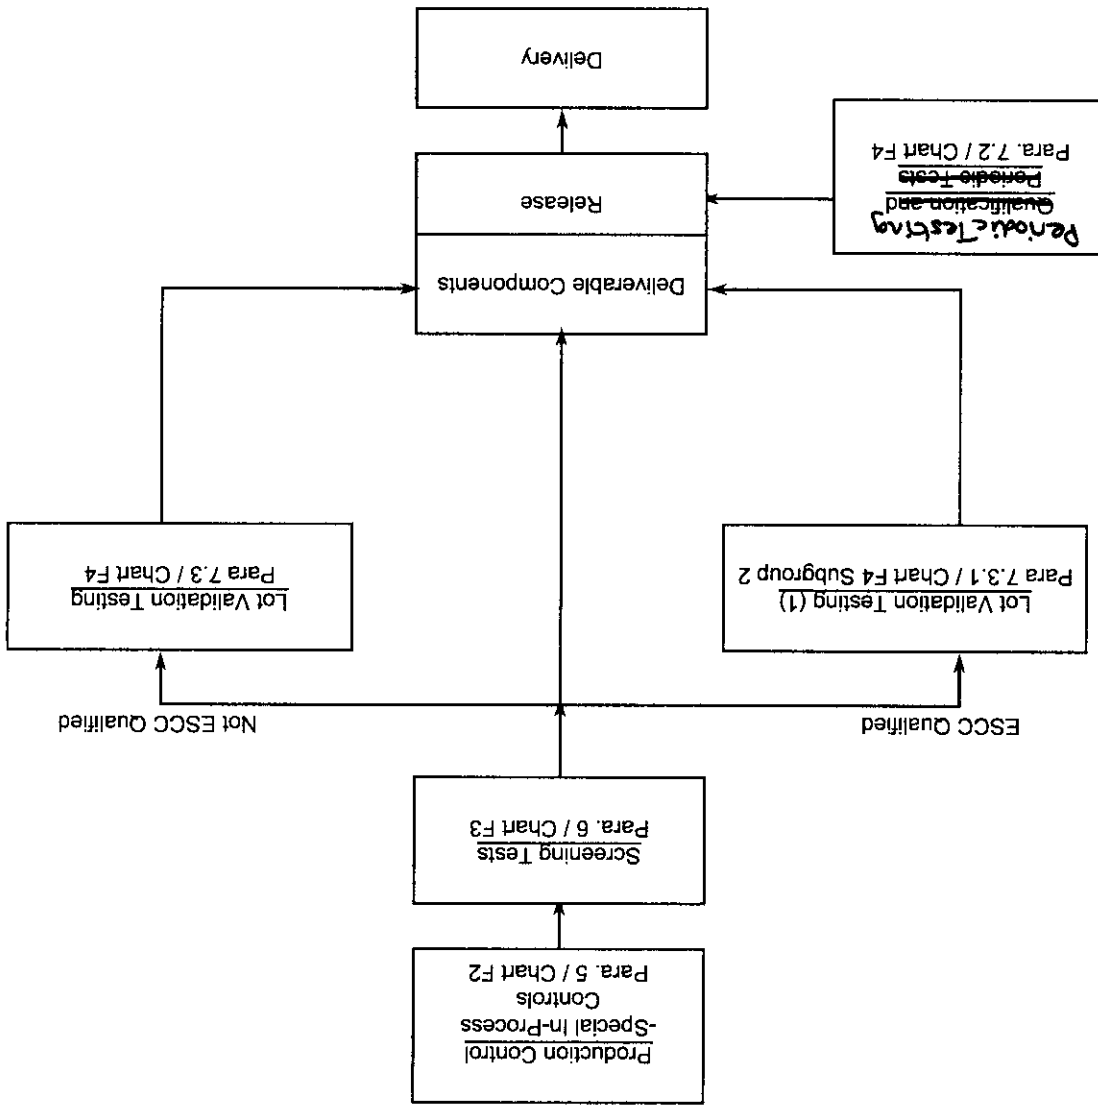 Production Control
-Special In-Process
Controls
Para. 5 / Chart F2
Screening Tests
Para. 6 / Chart F3
ESCC Qualified
Not ESCC Qualified
Lot Validation Testing (1)
Para 7.3.1 / Chart F4 Subgroup 2
Lot Validation Testing
Para 7.3 / Chart F4
Deliverable Components
Release
Periodic Testing
Qualification and
Periodic Tests
Para. 7.2 / Chart F4
Delivery